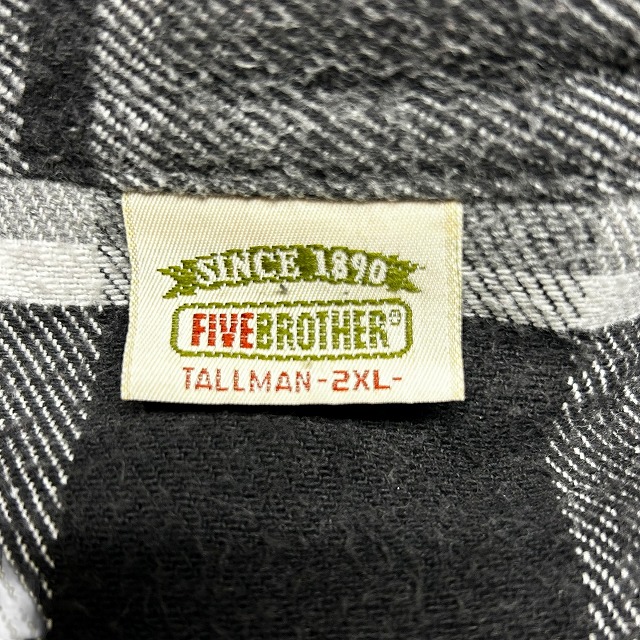 SINCE 1890
FIVEBROTHER®
TALLMAN-2XL-